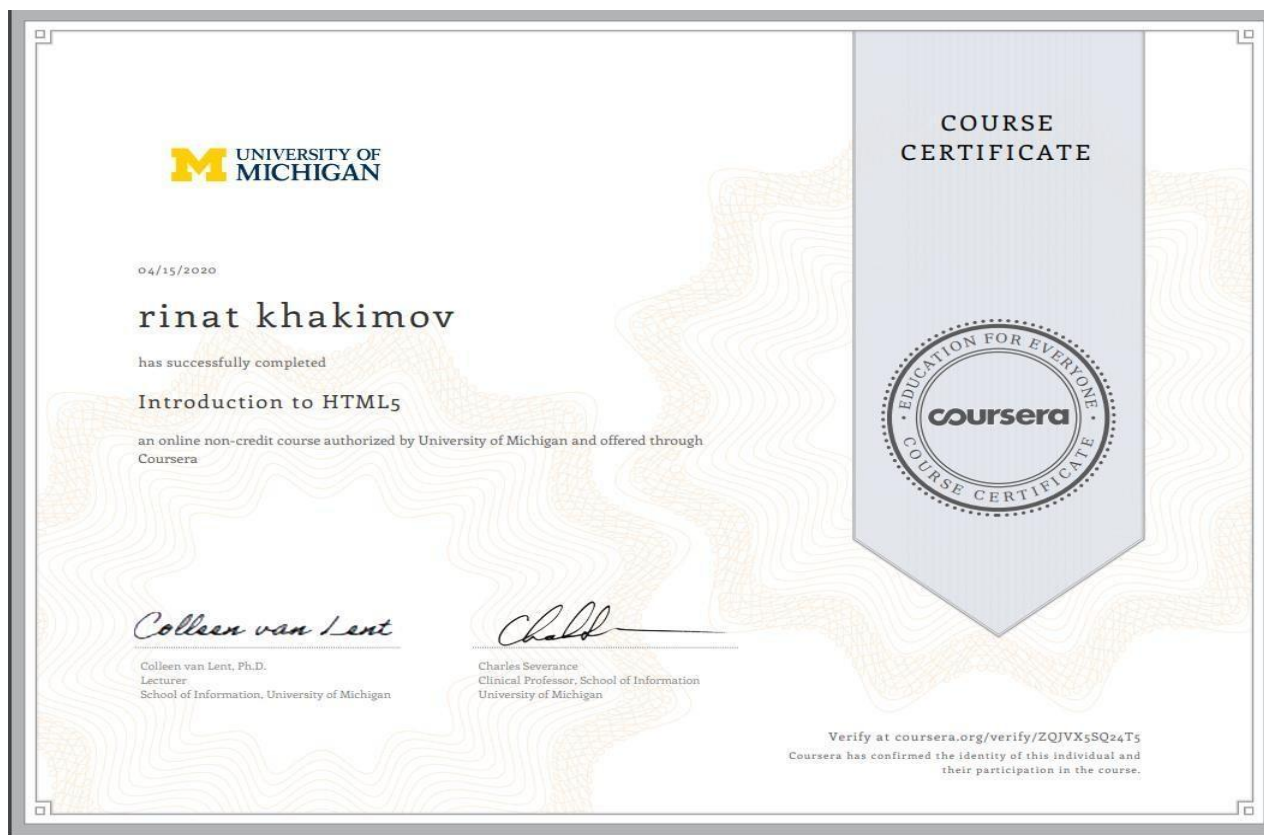 UNIVERSITY OF
MICHIGAN
04/15/2020
rinat khakimov
has successfully completed
Introduction to HTML5
an online non-credit course authorized by University of Michigan and offered through
Coursera
COURSE
CERTIFICATE
EDUCATION FOR EVERYONE
coursera
COURSE CERTIFICATE
Colleen van Lent
Colleen van Lent, Ph.D.
Lecturer
School of Information, University of Michigan
Charles Severance
Clinical Professor, School of Information
University of Michigan
Verify at coursera.org/verify/ZQJVX5SQ24T5
Coursera has confirmed the identity of this individual and
their participation in the course.